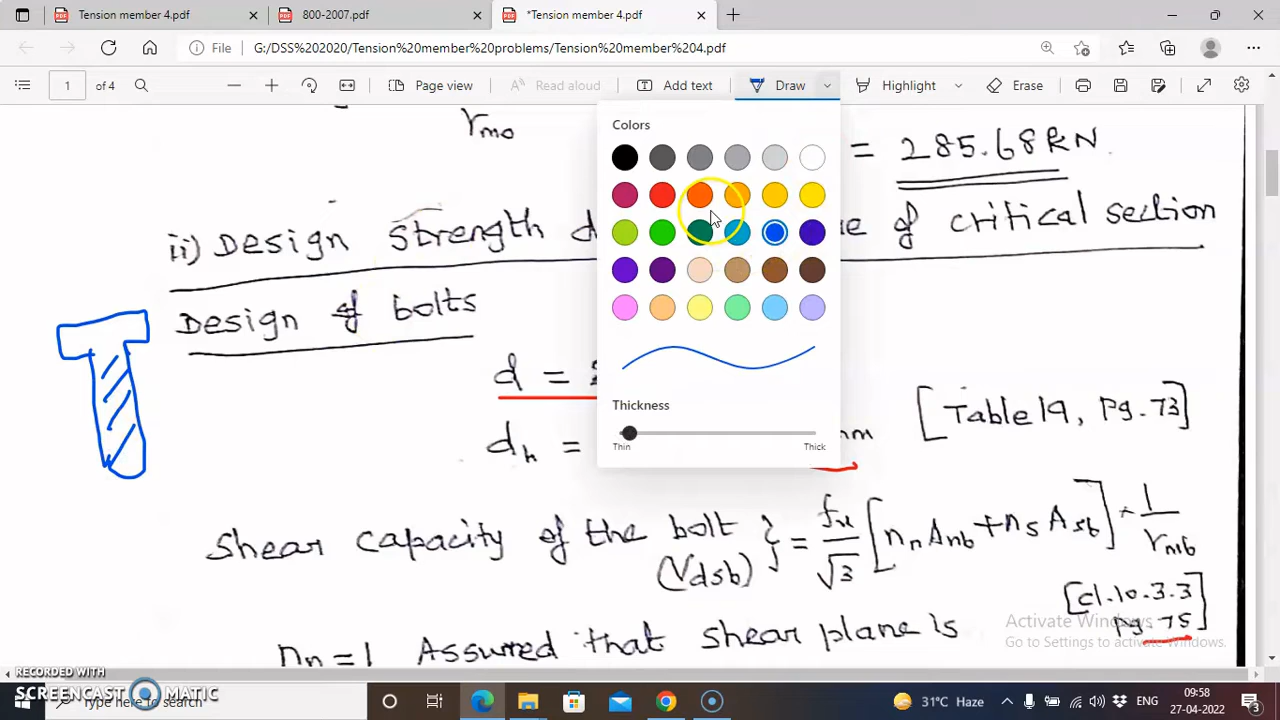 Tension member 4.pdf
800-2007.pdf
*Tension member 4.pdf
File G:/DSS%202020/Tension%20member%20problems/Tension%20member%204.pdf
1 of 4
Page view
Read aloud
Add text
Draw
Highlight
Erase
Colors
Thickness
Thin Thick
γmo = 285.68 kN
ii) Design strength d e of critical section
Design of bolts
d =
dh = mm [Table 19, Pg.73]
Shear capacity of the bolt (Vdsb) } = fu/√3 [nn Anb + ns Asb] × 1/γmb
[cl.10.3.3
Pg.75]
nn = 1 Assumed that shear plane is
Activate Windows
Go to Settings to activate Windows.
RECORDED WITH
SCREENCAST MATIC
Type here to search
31°C Haze
ENG
09:58
27-04-2022
3